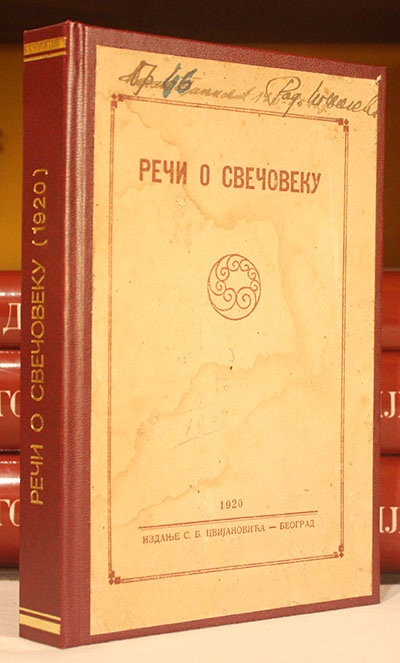 РЕЧИ О СВЕЧОВЕКУ (1920)
РЕЧИ О СВЕЧОВЕКУ
1920
ИЗДАЊЕ С. Б. ЦВИЈАНОВИЋА — БЕОГРАД